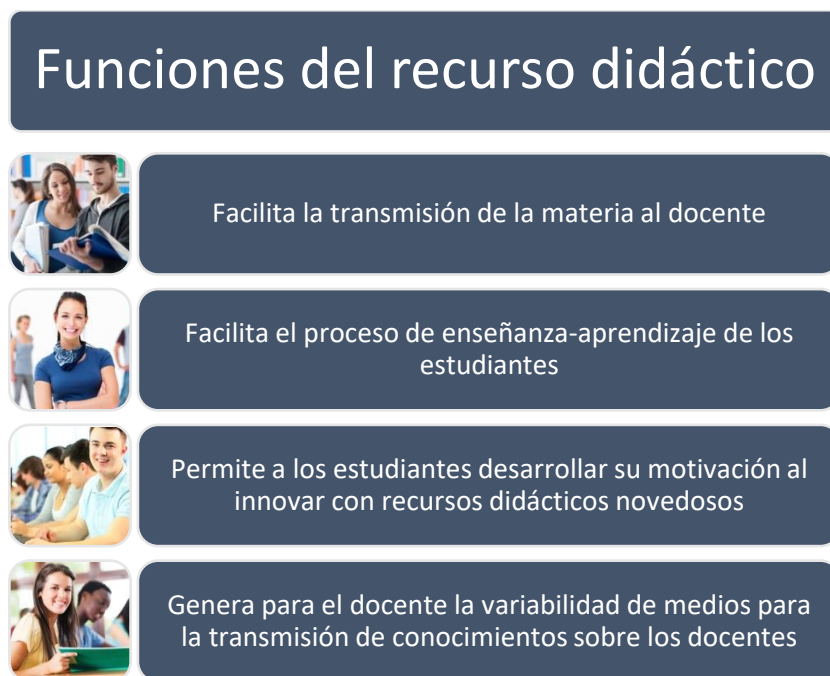 Funciones del recurso didáctico
Facilita la transmisión de la materia al docente
Facilita el proceso de enseñanza-aprendizaje de los
estudiantes
Permite a los estudiantes desarrollar su motivación al
innovar con recursos didácticos novedosos
Genera para el docente la variabilidad de medios para
la transmisión de conocimientos sobre los docentes